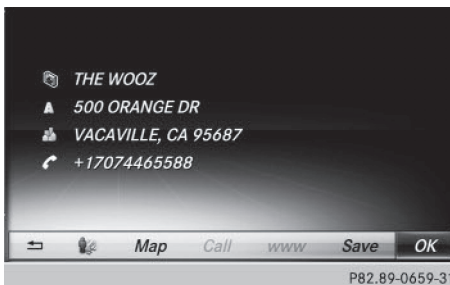 THE WOOZ
500 ORANGE DR
VACAVILLE, CA 95687
+17074465588
Map Call www Save OK
P82.89-0659-31